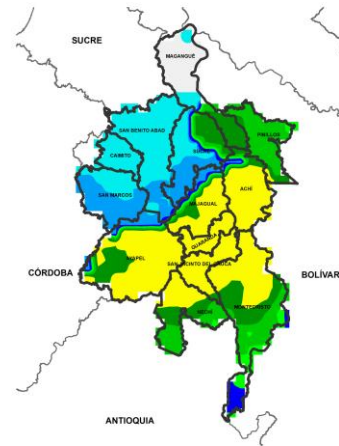 SUCRE
MAGANGUÉ
SAN BENITO ABAD
PINILLOS
CAIMITO
SAN MARCOS
ACHÍ
MAJAGUAL
GUARANDA
AYAPEL
SAN JACINTO DEL CAUCA
CÓRDOBA
BOLÍVAR
NECHÍ
MONTECRISTO
ANTIOQUIA